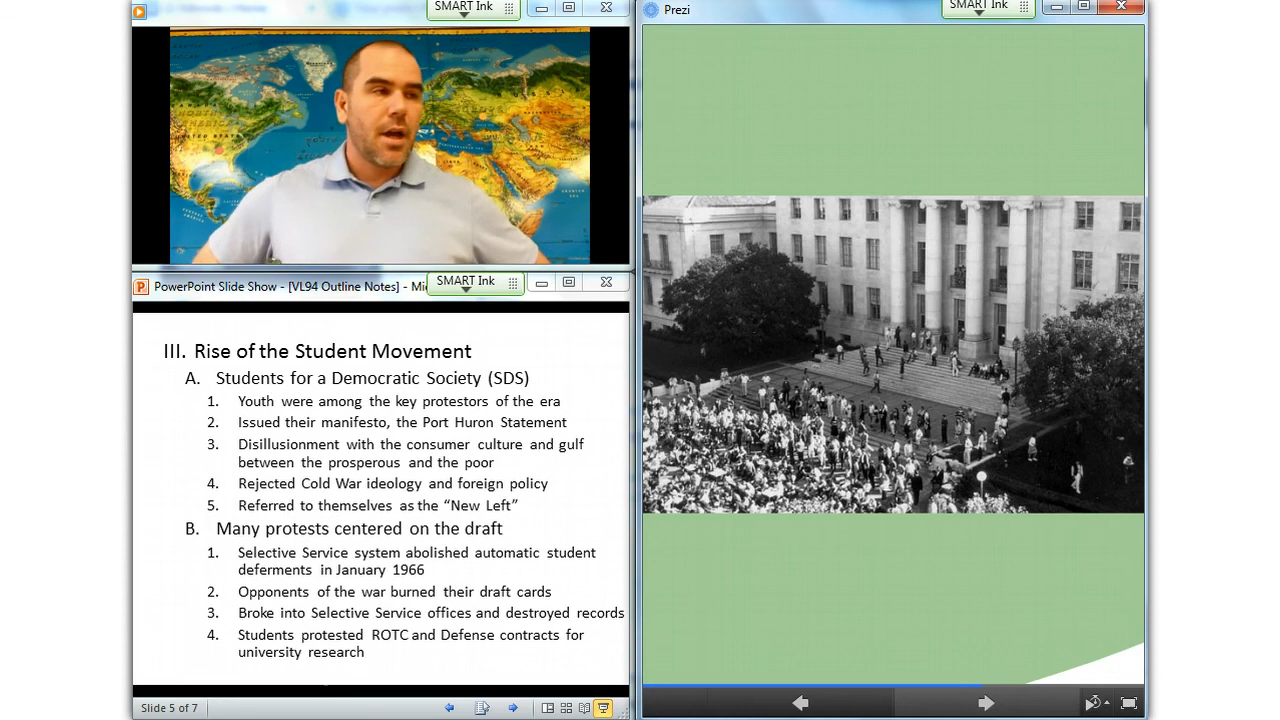 SMART Ink
SMART Ink
Prezi
NORTH
AMERICA
UNITED STATES
CENTRAL
AMERICA
PowerPoint Slide Show - [VL94 Outline Notes] - Mi
SMART Ink
III. Rise of the Student Movement
A. Students for a Democratic Society (SDS)
1. Youth were among the key protestors of the era
2. Issued their manifesto, the Port Huron Statement
3. Disillusionment with the consumer culture and gulf
between the prosperous and the poor
4. Rejected Cold War ideology and foreign policy
5. Referred to themselves as the “New Left”
B. Many protests centered on the draft
1. Selective Service system abolished automatic student
deferments in January 1966
2. Opponents of the war burned their draft cards
3. Broke into Selective Service offices and destroyed records
4. Students protested ROTC and Defense contracts for
university research
Slide 5 of 7